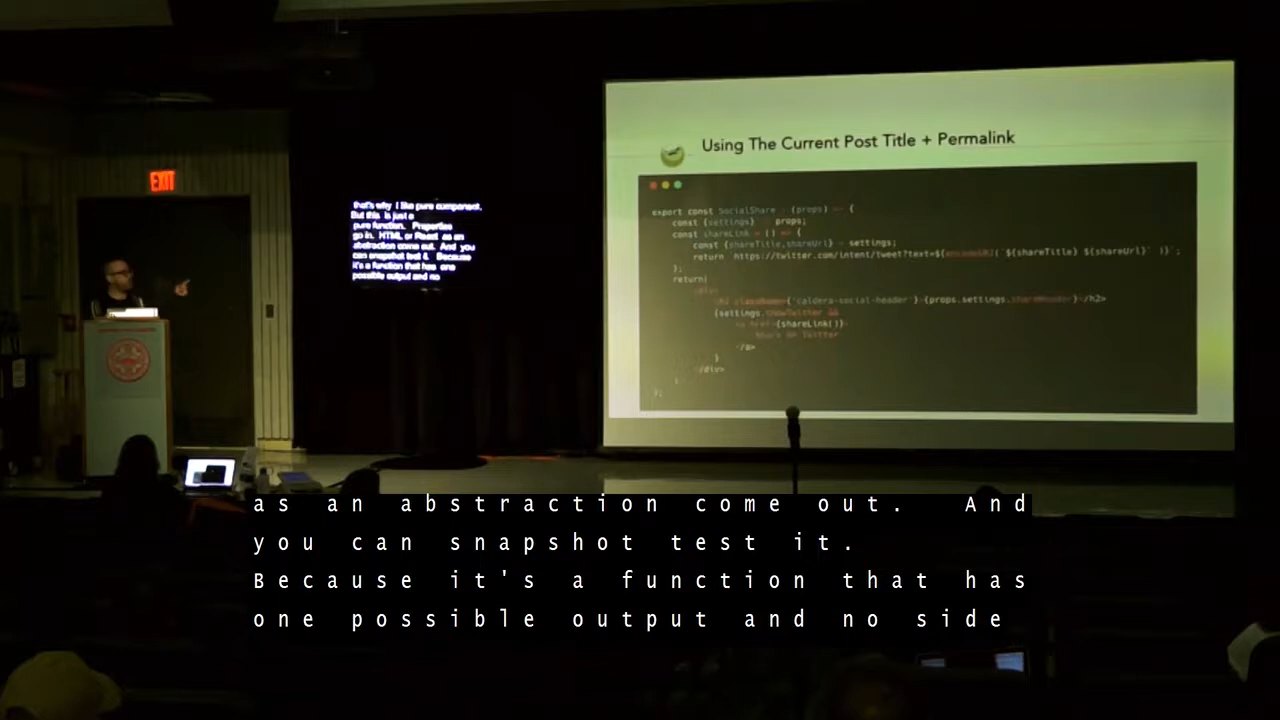 EXIT
that's why I like pure component.
But this is just a
pure function. Properties
go in. HTML or React as an
abstraction come out. And you
can snapshot test it. Because
it's a function that has one
possible output and no
Using The Current Post Title + Permalink
export const SocialShare = (props) => {
const {settings} = props;
const shareLink = () => {
const {shareTitle,shareUrl} = settings;
return `https://twitter.com/intent/tweet?text=${encodeURI(`${shareTitle} ${shareUrl}` )}`;
};
return(
<div>
<h2 className={'caldera-social-header'}>{props.settings.shareHeader}</h2>
{settings.showTwitter &&
<a href={shareLink()}>
Share On Twitter
</a>
}
</div>
)
};
as an abstraction come out. And
you can snapshot test it.
Because it's a function that has
one possible output and no side